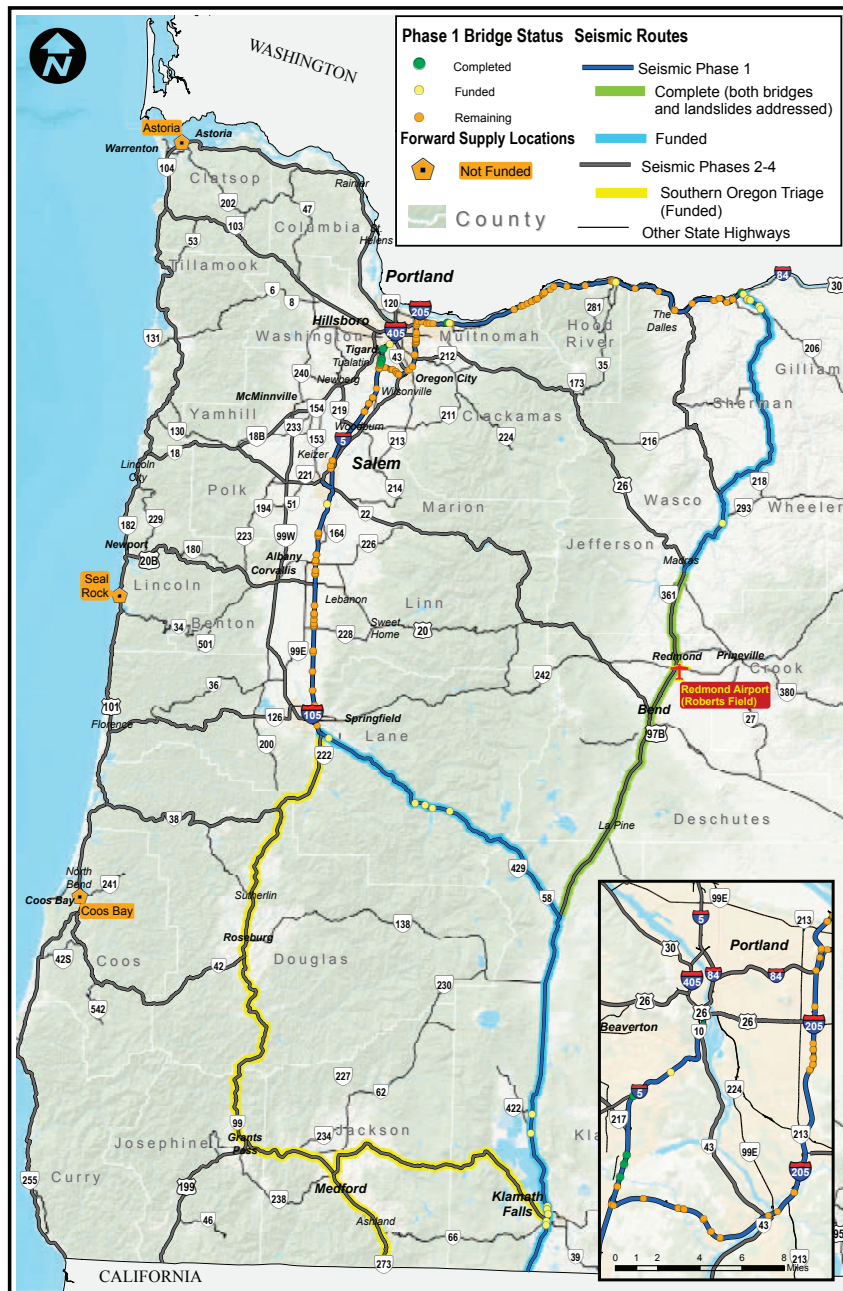 WASHINGTON
N
Phase 1 Bridge Status
Completed
Funded
Remaining
Forward Supply Locations
Not Funded
County
Seismic Routes
Seismic Phase 1
Complete (both bridges
and landslides addressed)
Funded
Seismic Phases 2-4
Southern Oregon Triage
(Funded)
Other State Highways
Astoria
Astoria
Warrenton
104
Clatsop
202
47
Rainier
103
Columbia
St.
Helens
53
Tillamook
Portland
84
30
6
8
120
205
281
The
Dalles
Hillsboro
405
Hood
River
131
Washington
Multnomah
206
Tigard
43
212
35
Tualatin
Gilliam
240
Newberg
Oregon City
173
Wilsonville
McMinnville
154
219
211
Clackamas
Sherman
Yamhill
233
130
18B
153
Woodburn
224
216
18
5
213
Keizer
Lincoln
City
221
Salem
26
218
Polk
214
Wasco
194
51
Marion
293
Wheeler
182
229
22
223
99W
164
226
Jefferson
Newport
180
Albany
Madras
20B
Corvallis
Seal
Rock
Lincoln
Lebanon
Linn
361
Benton
34
228
Sweet
Home
20
501
99E
Redmond
Prineville
242
Crook
36
Redmond Airport
(Roberts Field)
380
101
Bend
27
126
105
Springfield
Florence
97B
200
222
Lane
38
La Pine
Deschutes
429
North
Bend
241
58
Sutherlin
Coos Bay
Coos Bay
138
Roseburg
42S
Coos
42
Douglas
230
542
227
62
422
99
234
Jackson
Josephine
Grants
Pass
Kla
255
Curry
199
Medford
238
Klamath
Falls
46
Ashland
66
39
273
CALIFORNIA
99E
5
213
30
Portland
405
84
84
26
26
26
10
205
Beaverton
5
224
217
43
213
99E
205
43
0
2
4
6
8
Miles
213
95